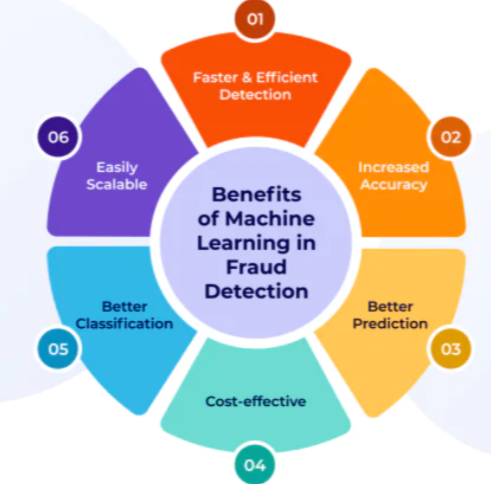 01
Faster & Efficient
Detection
02
Increased
Accuracy
03
Better
Prediction
04
Cost-effective
05
Better
Classification
06
Easily
Scalable
Benefits
of Machine
Learning in
Fraud
Detection